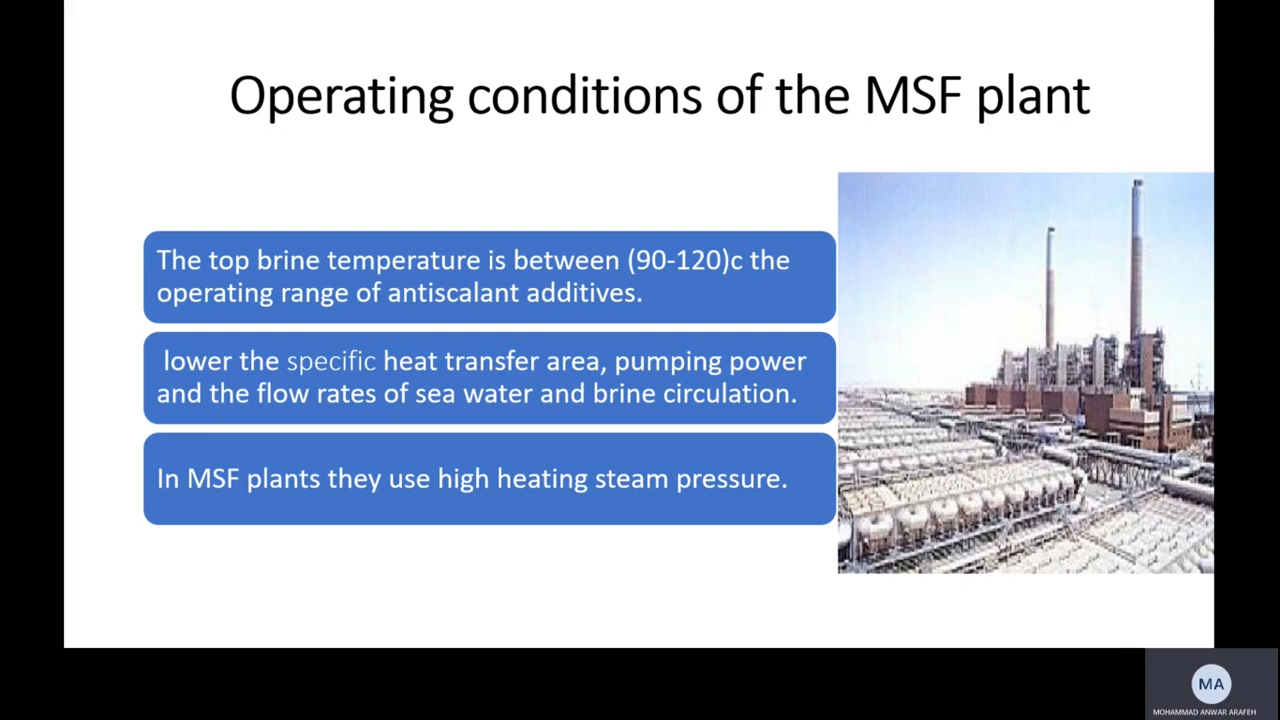 Operating conditions of the MSF plant
The top brine temperature is between (90-120)c the
operating range of antiscalant additives.
lower the specific heat transfer area, pumping power
and the flow rates of sea water and brine circulation.
In MSF plants they use high heating steam pressure.
MA
MOHAMMAD ANWAR ARAFEH